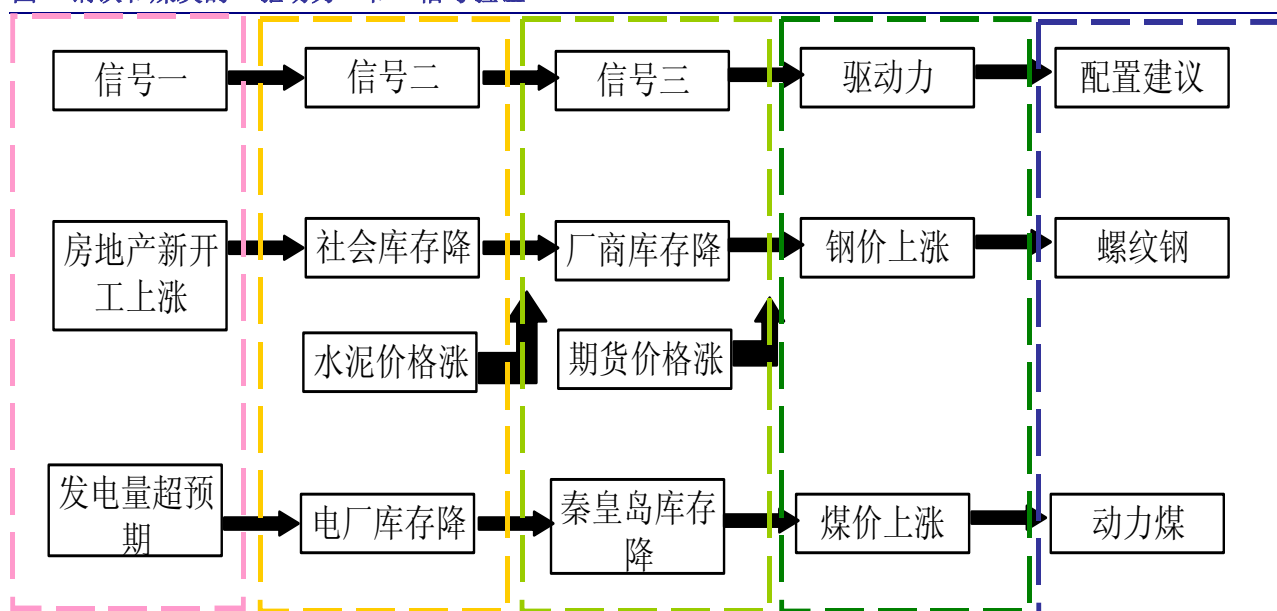 信号一
信号二
信号三
驱动力
配置建议
房地产新开
工上涨
社会库存降
厂商库存降
钢价上涨
螺纹钢
水泥价格涨
期货价格涨
发电量超预
期
电厂库存降
秦皇岛库存
降
煤价上涨
动力煤